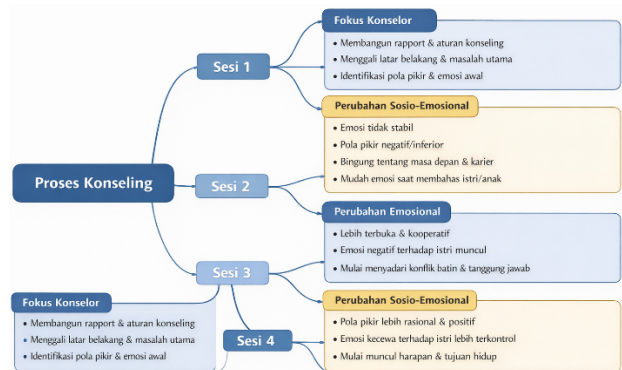 Proses Konseling
Sesi 1
Fokus Konselor
• Membangun rapport & aturan konseling
• Menggali latar belakang & masalah utama
• Identifikasi pola pikir & emosi awal
Perubahan Sosio-Emosional
• Emosi tidak stabil
• Pola pikir negatif/inferior
• Bingung tentang masa depan & karier
• Mudah emosi saat membahas istri/anak
Sesi 2
Perubahan Emosional
• Lebih terbuka & kooperatif
• Emosi negatif terhadap istri muncul
• Mulai menyadari konflik batin & tanggung jawab
Sesi 3
Perubahan Sosio-Emosional
• Pola pikir lebih rasional & positif
• Emosi kecewa terhadap istri lebih terkontrol
• Mulai muncul harapan & tujuan hidup
Fokus Konselor
• Membangun rapport & aturan konseling
• Menggali latar belakang & masalah utama
• Identifikasi pola pikir & emosi awal
Sesi 4